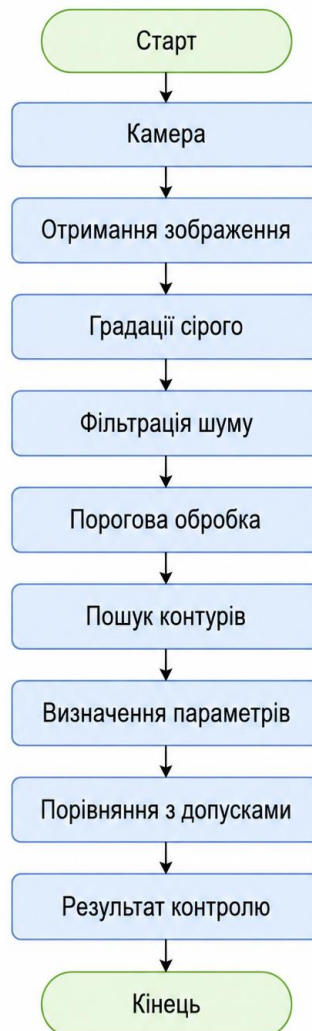 Старт
Камера
Отримання зображення
Градації сірого
Фільтрація шуму
Порогова обробка
Пошук контурів
Визначення параметрів
Порівняння з допусками
Результат контролю
Кінець